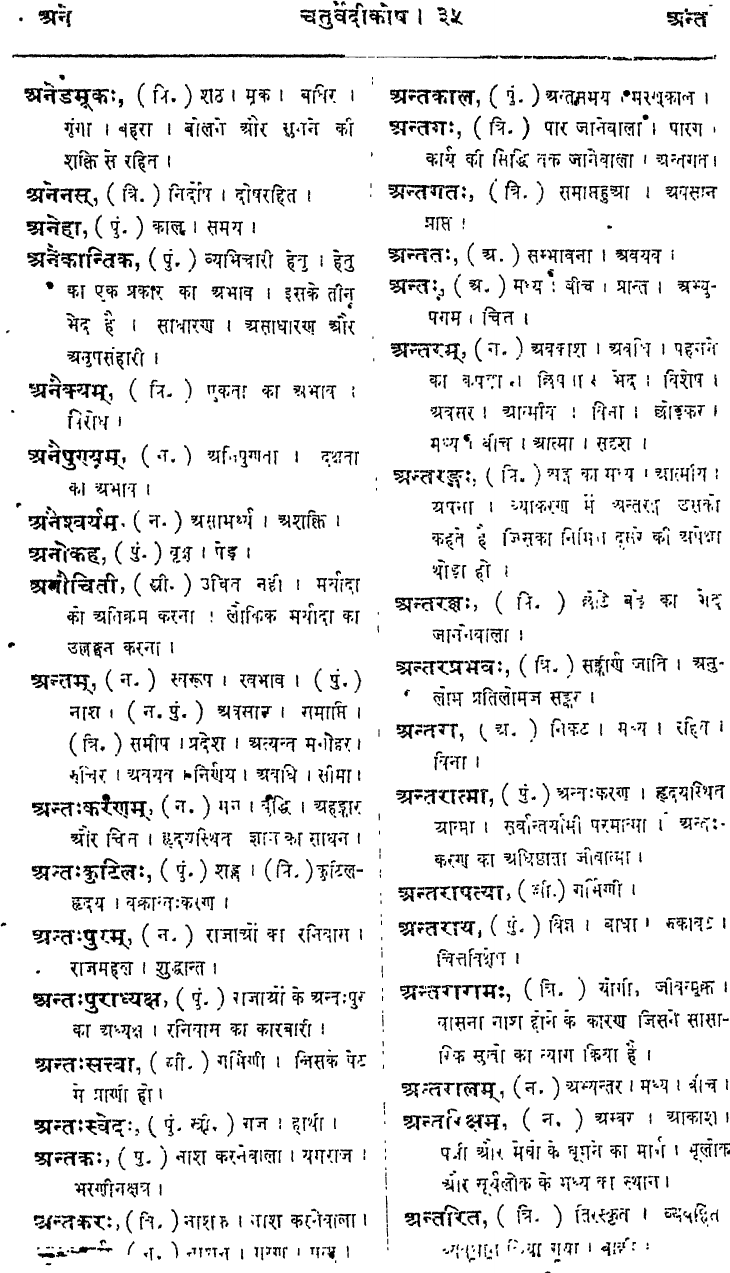 अने चतुर्वेदीकोष । ३५ अंत
अनेडमूकः, ( त्रि. ) शठ । मूक । बधिर ।
गूंगा । बहरा । बोलने और सुनने की
शक्ति से रहित ।
अनेनस्, ( त्रि. ) निर्दोष । दोषरहित ।
अनेहा, ( पुं. ) काल । समय ।
अनैकान्तिक, ( पुं. ) व्यभिचारी हेतु । हेतु
का एक प्रकार का अभाव । इसके तीन
भेद है । साधारण । असाधारण और
अनुपसंहारी ।
अनैक्यम्, ( त्रि. ) एकता का अभाव ।
विरोध ।
अनैपुण्यम्, ( न. ) अनिपुणता । दक्षता
का अभाव ।
अनैश्वर्यम्. ( न. ) असामर्थ्य । अशक्ति ।
अनोकह, ( पुं. ) वृक्ष । पेड़ ।
अनौचिती, ( स्त्री. ) उचित नही । मर्यादा
को अतिक्रम करना । लौकिक मर्यादा का
उल्लङ्घन करना ।
अन्तम्, ( न. ) स्वरूप । स्वभाव । ( पुं. )
नाश । ( न. पुं. ) अवसान । समाप्ति ।
( त्रि. ) समीप । प्रदेश । अत्यन्त मनोहर ।
रुचिर । अवयव । निर्णय । अवधि । सीमा ।
अन्तःकरणम्, ( न. ) मन । बुद्धि । अहङ्कार
और चित । हृदयस्थित ज्ञान का साधन ।
अन्तःकुटिलः, ( पुं. ) शङ्ख । ( त्रि. ) कुटिल-
हृदय । वक्रान्तःकरण ।
अन्तःपुरम्, ( न. ) राजाओं का रनिवास ।
राजमहल । शुद्धान्त ।
अन्तःपुराध्यक्ष, ( पुं. ) राजाओं के अन्तःपुर
का अध्यक्ष । रनिवास का कारबारी ।
अन्तःसत्त्वा, ( स्त्री. ) गर्भिणी । जिसके पेट
मे प्राणी हो ।
अन्तःस्वेदः, ( पुं. स्त्री. ) गज । हाथी ।
अन्तकः, ( पु. ) नाश करनेवाला । यमराज ।
भरणीनक्षत्र ।
अन्तकरः, ( त्रि. ) नाशक । नाश करनेवाला ।
( न. ) नाशन । मरण । मृत्यु ।
अन्तकाल, ( पुं. ) अन्तसमय । मरणकाल ।
अन्तगः, ( त्रि. ) पार जानेवाला । पारग ।
कार्य की सिद्धि तक जानेवाला । अन्तगत ।
अन्तगतः, ( त्रि. ) समाप्तहुआ । अवसान
प्राप्त ।
अन्ततः, ( अ. ) सम्भावना । अवयव ।
अन्तः, ( अ. ) मध्य । बीच । प्रान्त । अभ्यु-
पगम । चित ।
अन्तरम्, ( न. ) अवकाश । अवधि । पहनने
का कपड़ा । छिपाना । भेद । विशेष ।
अवसर । आत्मीय । विना । छोड़कर ।
मध्य । बीच । आत्मा । सदृश ।
अन्तरङ्गः, ( त्रि. ) अङ्ग का मध्य । आत्मीय ।
अपना । व्याकरण में अन्तरङ्ग उसको
कहते है जिसका निमित्त दूसरे की अपेक्षा
थोड़ा हो ।
अन्तरज्ञः, ( त्रि. ) छोटे बड़े का भेद
जाननेवाला ।
अन्तरप्रभवः, ( त्रि. ) सङ्कीर्ण जाति । अनु-
लोम प्रतिलोमज सङ्कर ।
अन्तरा, ( अ. ) निकट । मध्य । रहित ।
विना ।
अन्तरात्मा, ( पुं. ) अन्तःकरण । हृदयस्थित
आत्मा । सर्वान्तर्यामी परमात्मा । अन्तः-
करण का अधिष्ठाता जीवात्मा ।
अन्तरापत्या, ( स्त्री. ) गर्भिणी ।
अन्तराय, ( पुं. ) विघ्न । बाधा । रुकावट ।
चित्तविक्षेप ।
अन्तरारामः, ( त्रि. ) योगी, जीवन्मुक्त ।
वासना नाश होने के कारण जिसने सांसा-
रिक सुखो का त्याग किया है ।
अन्तरालम्, ( न. ) अभ्यन्तर । मध्य । बीच ।
अन्तरिक्षम्, ( न. ) अम्बर । आकाश ।
पक्षी और मेघों के घूमने का मार्ग । भूलोक
और सूर्यलोक के मध्य का स्थान ।
अन्तरित, ( त्रि. ) तिरस्कृत । व्यवहित
व्यवधान किया गया ।